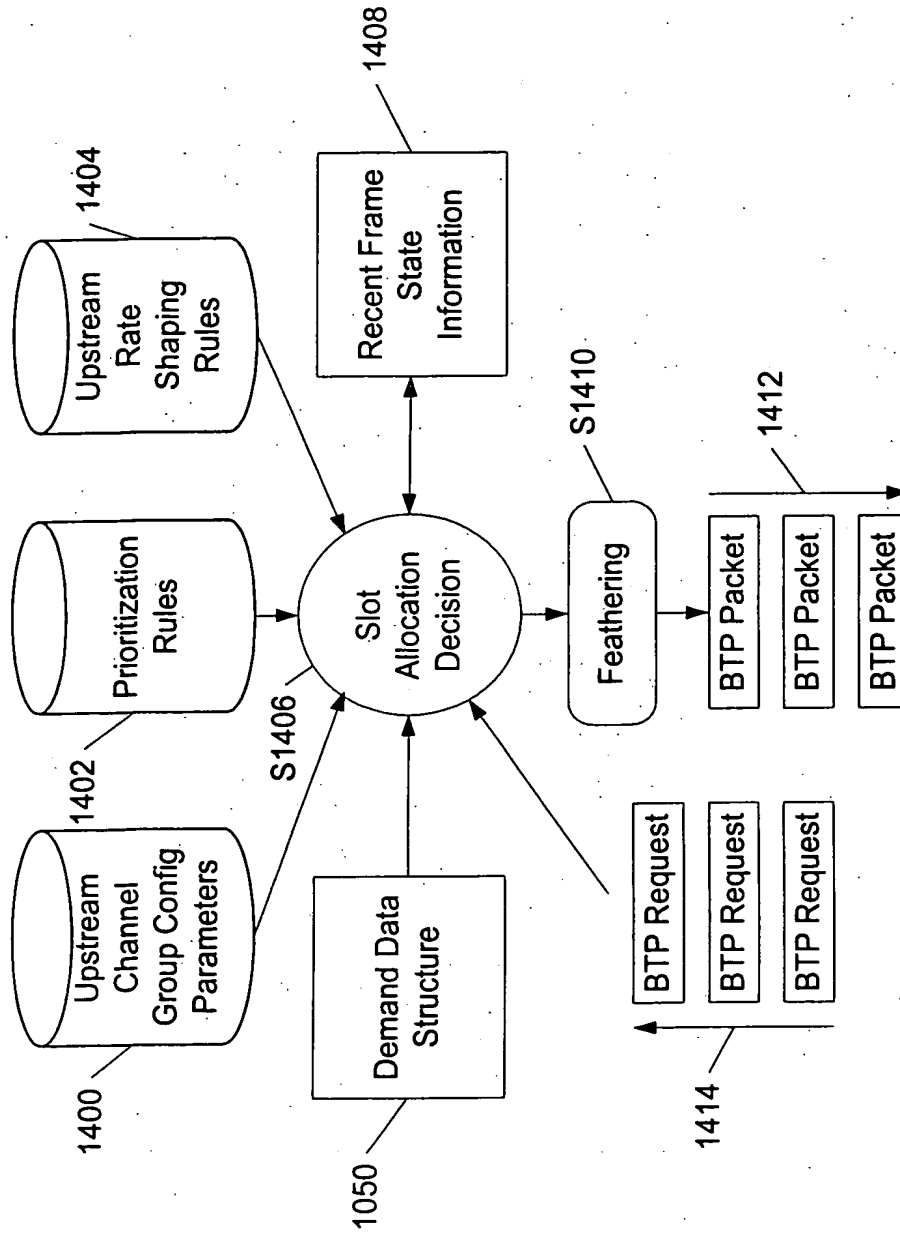 1400
Upstream
Channel
Group Config
Parameters
1402
Prioritization
Rules
1404
Upstream
Rate
Shaping
Rules
S1406
Slot
Allocation
Decision
1050
Demand Data
Structure
1408
Recent Frame
State
Information
S1410
Feathering
1412
BTP Packet
BTP Packet
BTP Packet
1414
BTP Request
BTP Request
BTP Request